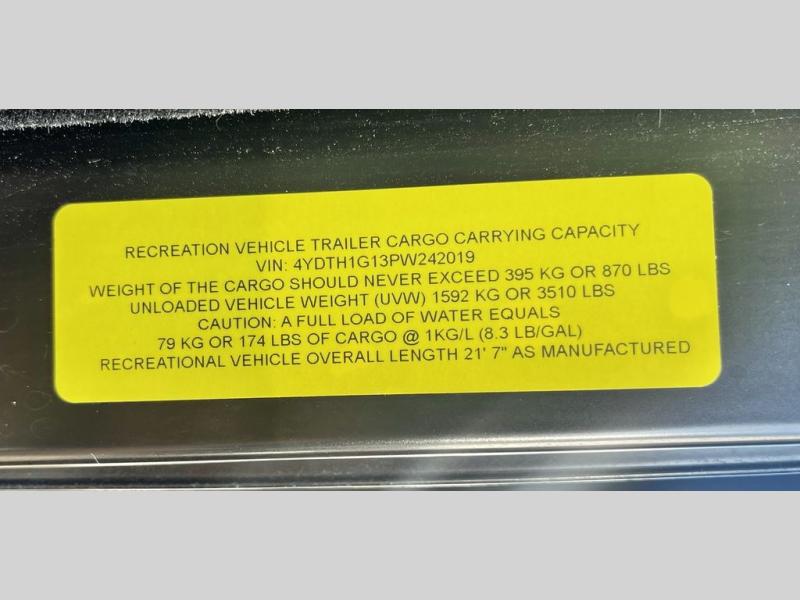 RECREATION VEHICLE TRAILER CARGO CARRYING CAPACITY
VIN: 4YDTH1G13PW242019
WEIGHT OF THE CARGO SHOULD NEVER EXCEED 395 KG OR 870 LBS
UNLOADED VEHICLE WEIGHT (UVW) 1592 KG OR 3510 LBS
CAUTION: A FULL LOAD OF WATER EQUALS
79 KG OR 174 LBS OF CARGO @ 1KG/L (8.3 LB/GAL)
RECREATIONAL VEHICLE OVERALL LENGTH 21' 7" AS MANUFACTURED